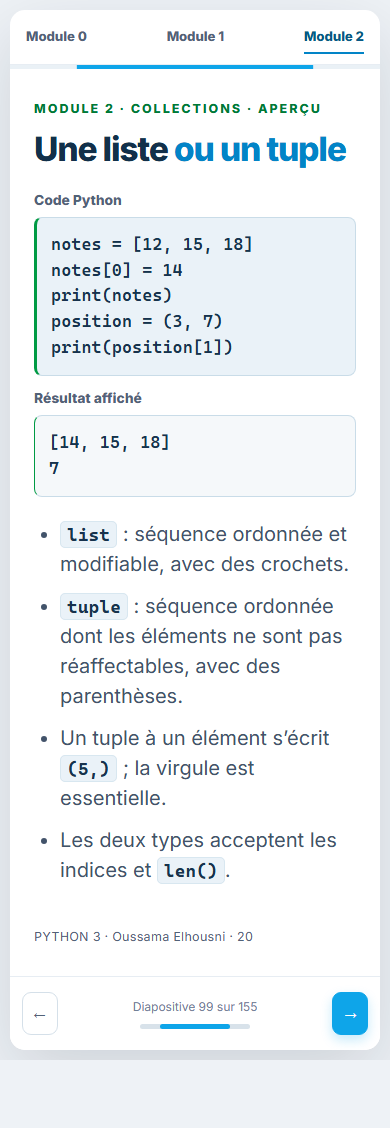 Module 0 Module 1 Module 2
MODULE 2 · COLLECTIONS · APERÇU
Une liste ou un tuple
Code Python
notes = [12, 15, 18]
notes[0] = 14
print(notes)
position = (3, 7)
print(position[1])
Résultat affiché
[14, 15, 18]
7
• list : séquence ordonnée et
modifiable, avec des crochets.
• tuple : séquence ordonnée
dont les éléments ne sont pas
réaffectables, avec des
parenthèses.
• Un tuple à un élément s’écrit
(5,) ; la virgule est
essentielle.
• Les deux types acceptent les
indices et len().
PYTHON 3 · Oussama Elhousni · 20
← Diapositive 99 sur 155 →